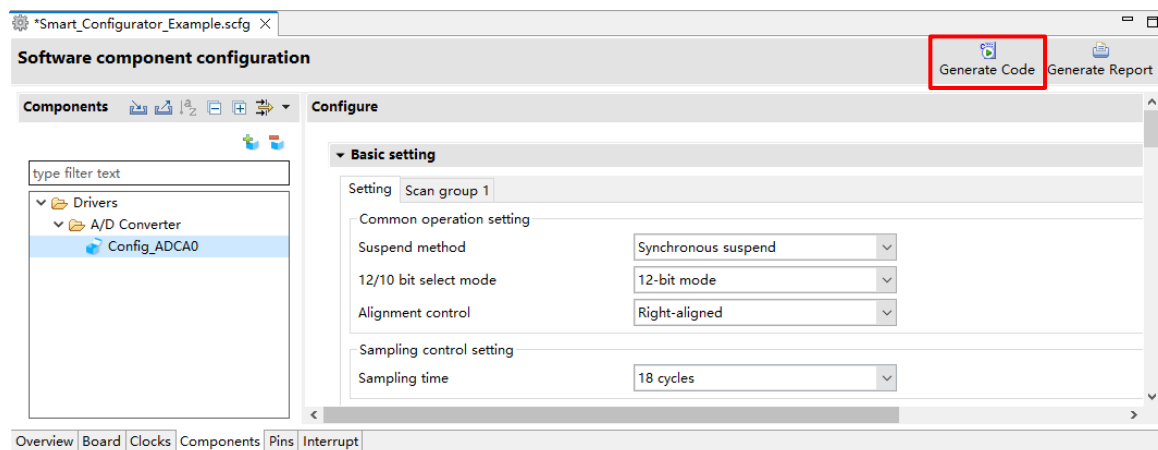 *Smart_Configurator_Example.scfg
Software component configuration
Generate Code Generate Report
Components
Configure
type filter text
Drivers
A/D Converter
Config_ADCA0
Basic setting
Setting Scan group 1
Common operation setting
Suspend method Synchronous suspend
12/10 bit select mode 12-bit mode
Alignment control Right-aligned
Sampling control setting
Sampling time 18 cycles
Overview Board Clocks Components Pins Interrupt